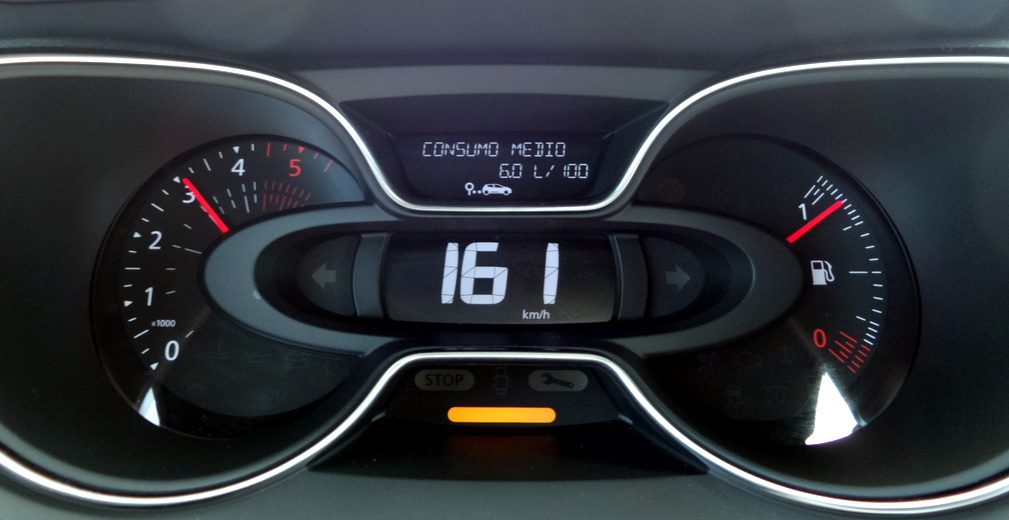 CONSUMO MEDIO
6.0 L/100
5
4
3
2
1
x1000
0
161
km/h
1
0
STOP